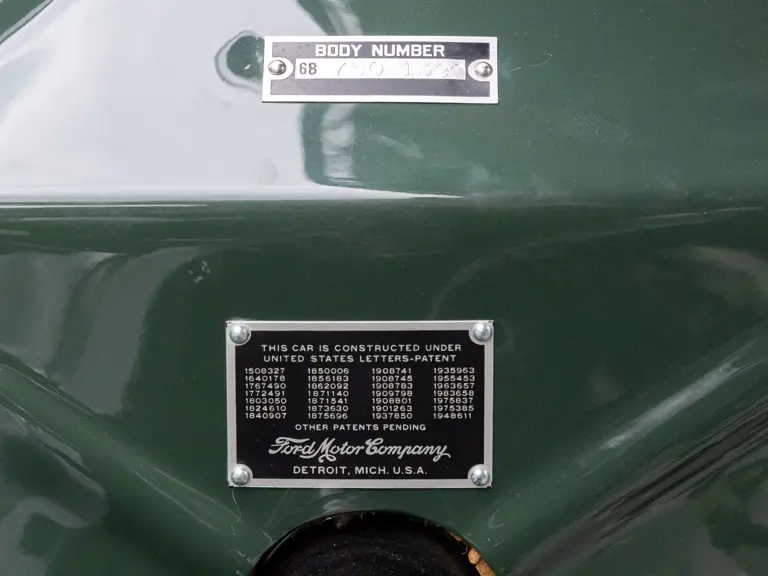 BODY NUMBER
68
THIS CAR IS CONSTRUCTED UNDER
UNITED STATES LETTERS-PATENT
1508327 1850006 1908741 1935963
1640178 1856183 1908745 1955453
1767490 1862092 1908783 1963657
1772491 1871140 1909798 1983658
1803050 1871541 1908801 1975837
1824610 1873630 1901263 1975385
1840907 1875696 1937850 1948611
OTHER PATENTS PENDING
Ford Motor Company
DETROIT, MICH. U.S.A.